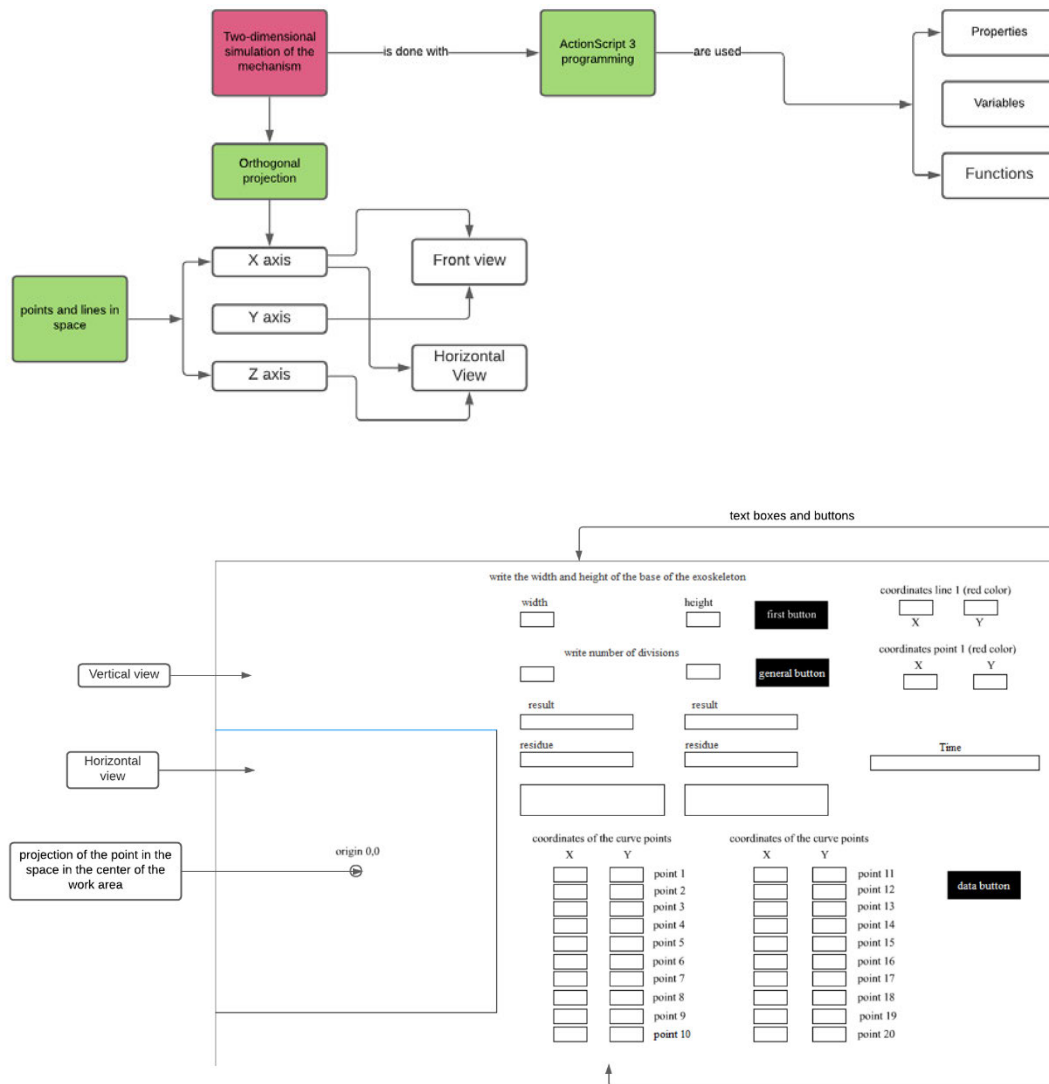 Two-dimensional
simulation of the
mechanism
is done with
ActionScript 3
programming
are used
Properties
Variables
Functions
Orthogonal
projection
X axis
Front view
points and lines in
space
Y axis
Horizontal
View
Z axis
text boxes and buttons
write the width and height of the base of the exoskeleton
width
height
first button
coordinates line 1 (red color)
X Y
write number of divisions
general button
coordinates point 1 (red color)
X Y
Vertical view
result
result
Horizontal
view
residue
residue
Time
projection of the point in the
space in the center of the
work area
origin 0,0
coordinates of the curve points
X Y
point 1
point 2
point 3
point 4
point 5
point 6
point 7
point 8
point 9
point 10
coordinates of the curve points
X Y
point 11
point 12
point 13
point 14
point 15
point 16
point 17
point 18
point 19
point 20
data button